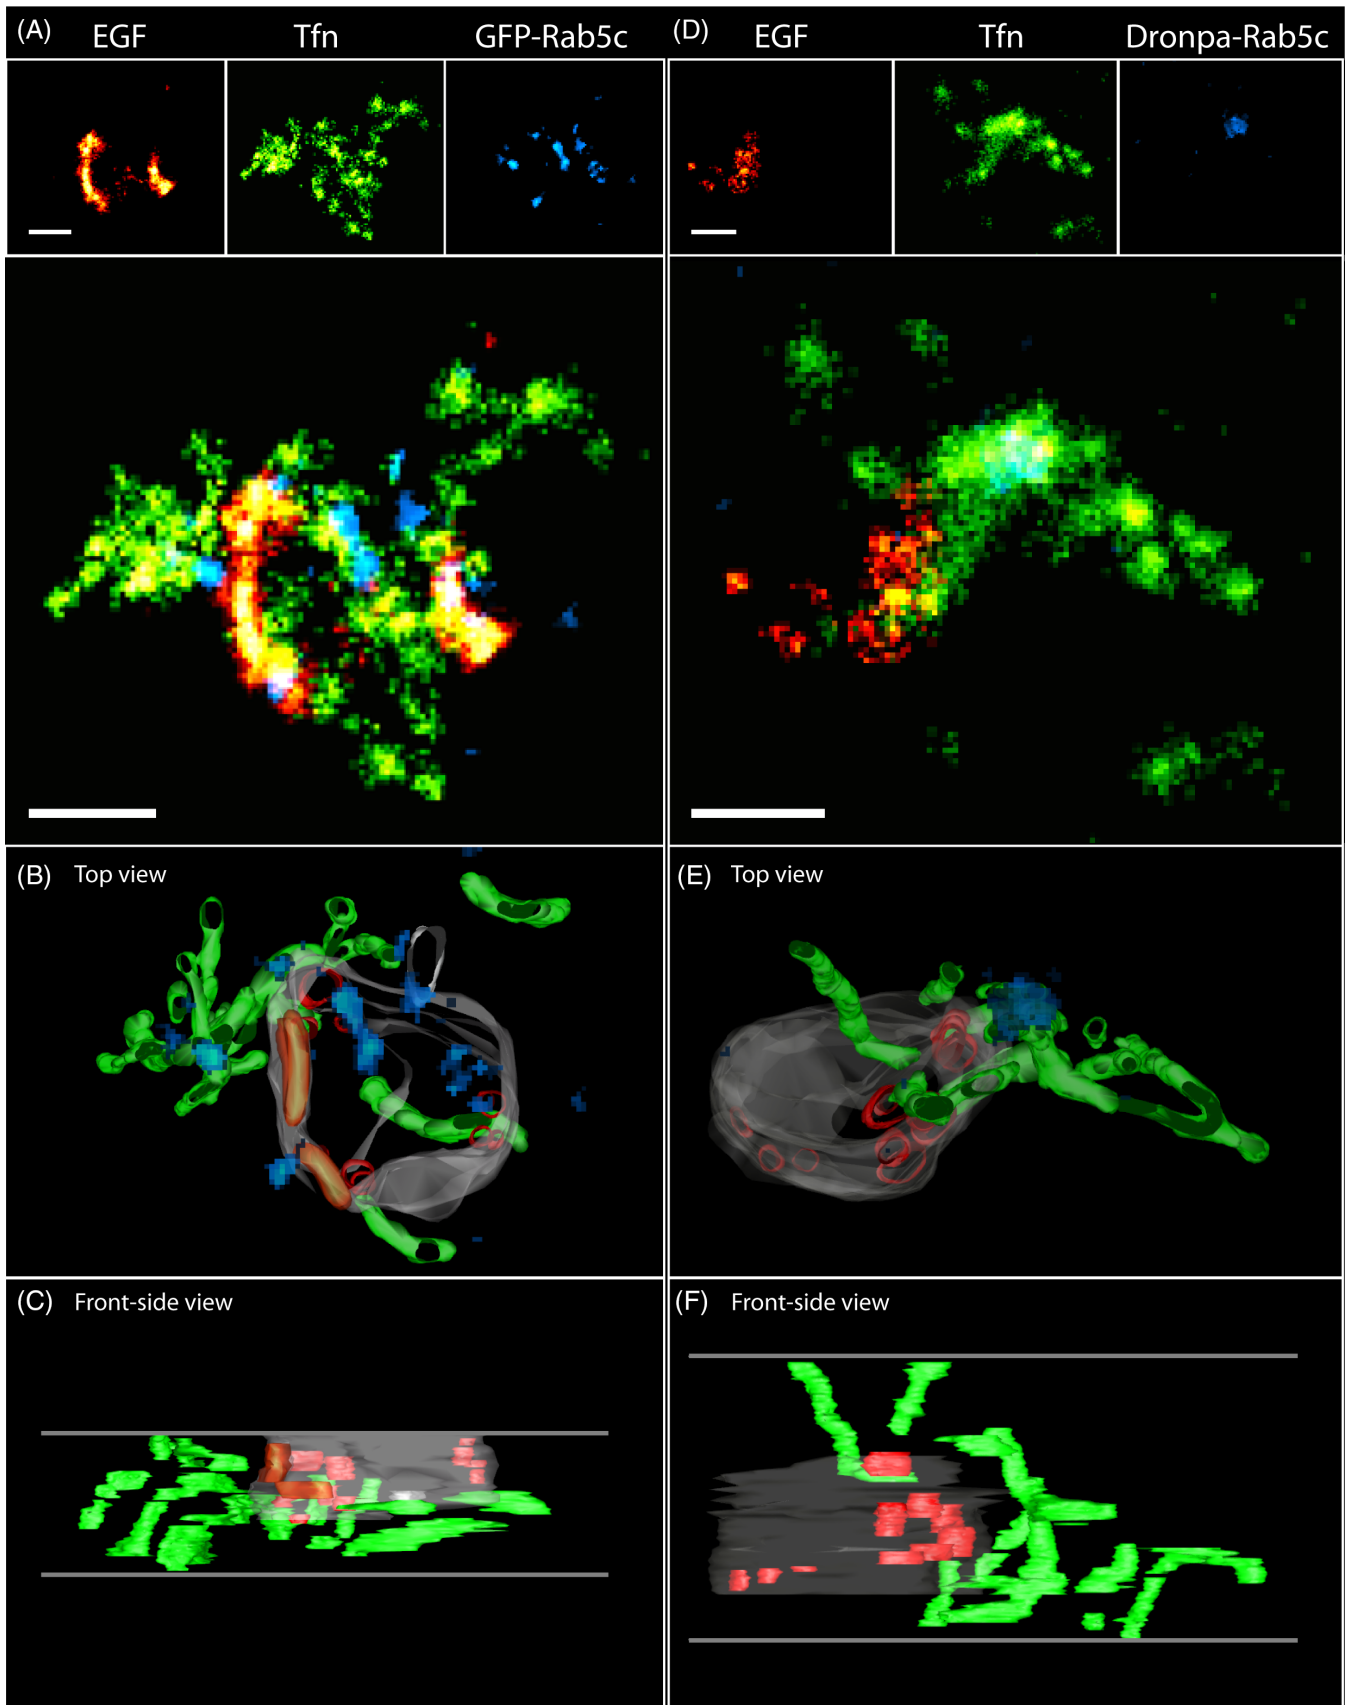 (A) EGF Tfn GFP-Rab5c
(D) EGF Tfn Dronpa-Rab5c
(B) Top view
(E) Top view
(C) Front-side view
(F) Front-side view